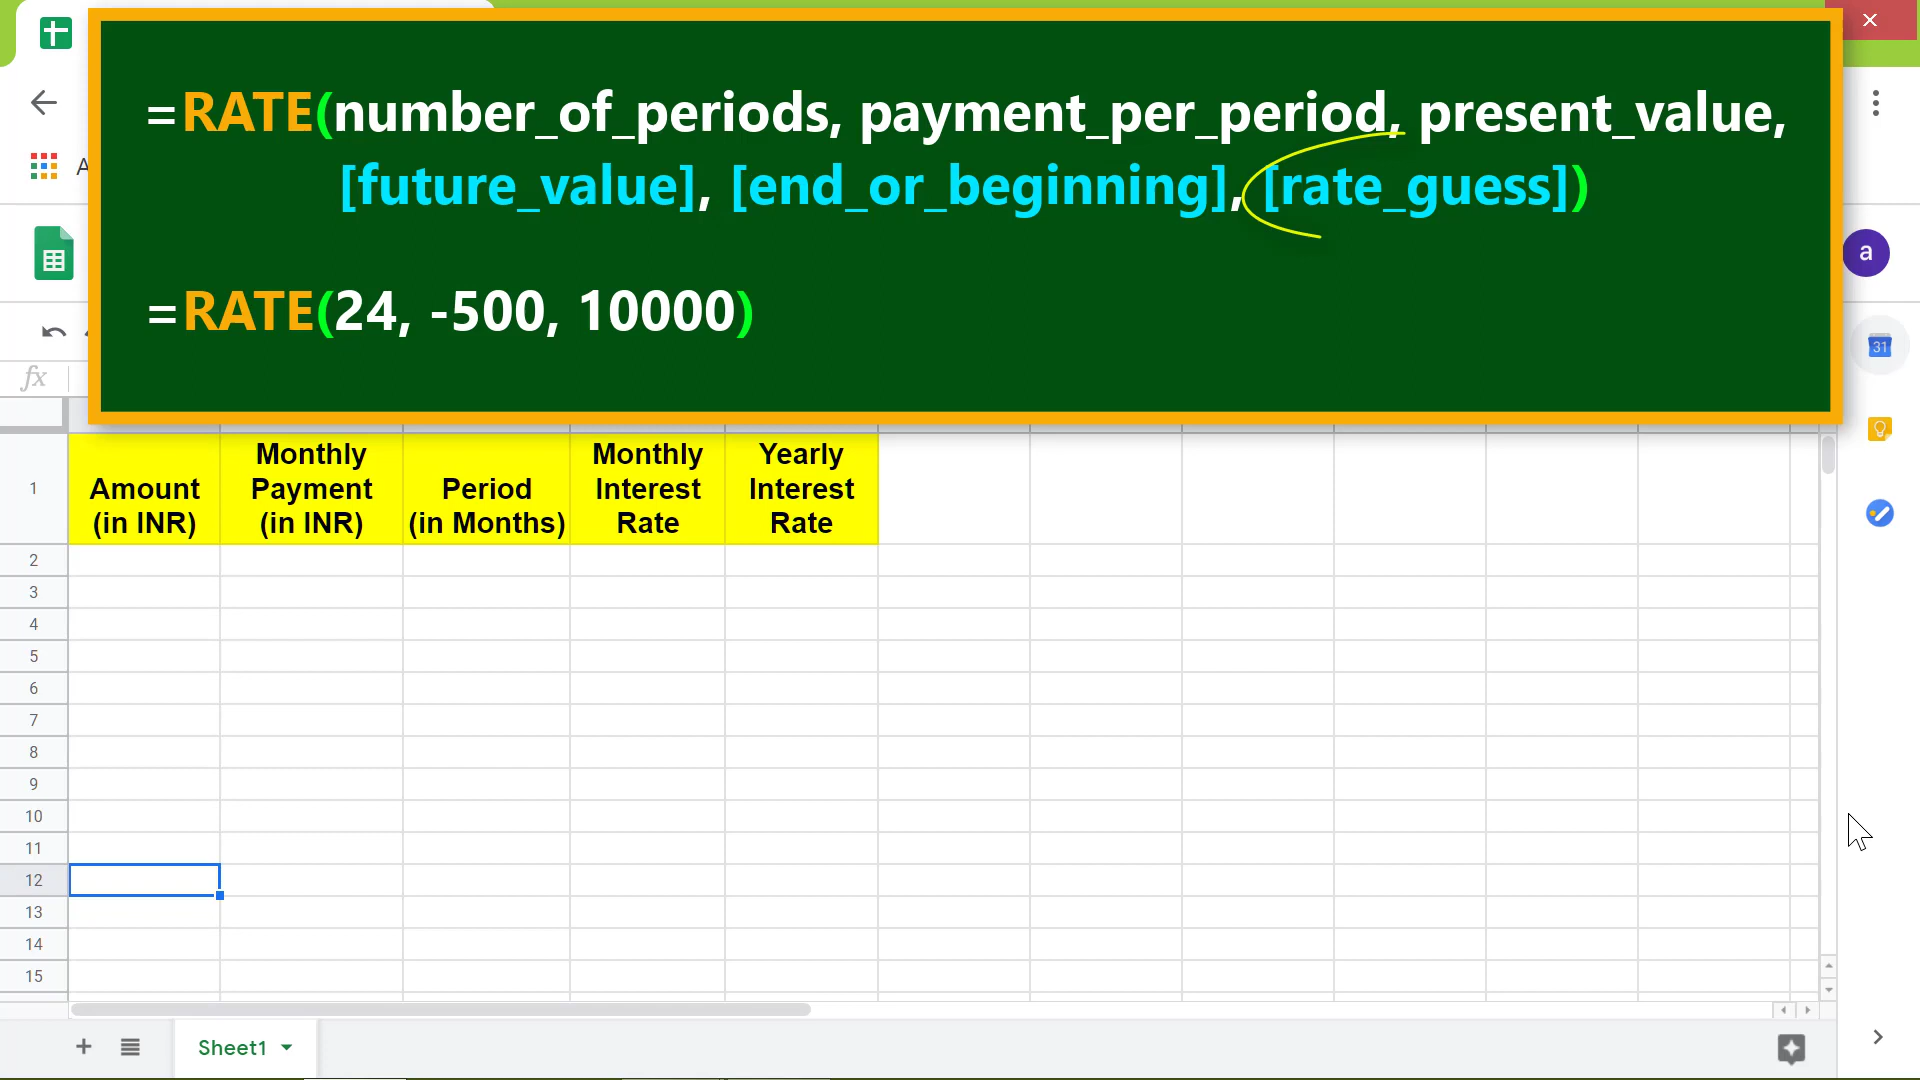 =RATE(number_of_periods, payment_per_period, present_value,
[future_value], [end_or_beginning], [rate_guess])
=RATE(24, -500, 10000)
A
a
fx
31
1
Amount
(in INR)
Monthly
Payment
(in INR)
Period
(in Months)
Monthly
Interest
Rate
Yearly
Interest
Rate
2
3
4
5
6
7
8
9
10
11
12
13
14
15
Sheet1